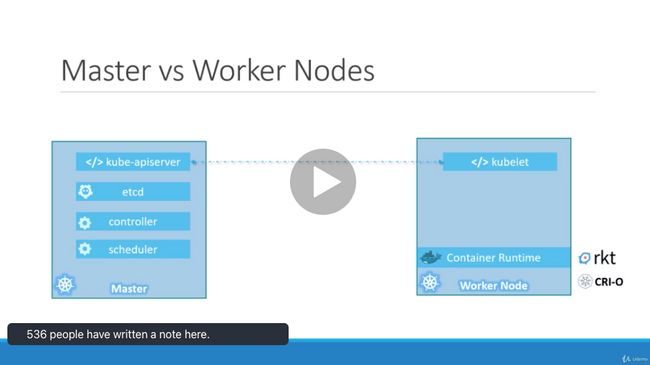 Master vs Worker Nodes
</> kube-apiserver
</> kubelet
etcd
controller
scheduler
Container Runtime
rkt
CRI-O
Master
Worker Node
536 people have written a note here.
Udemy